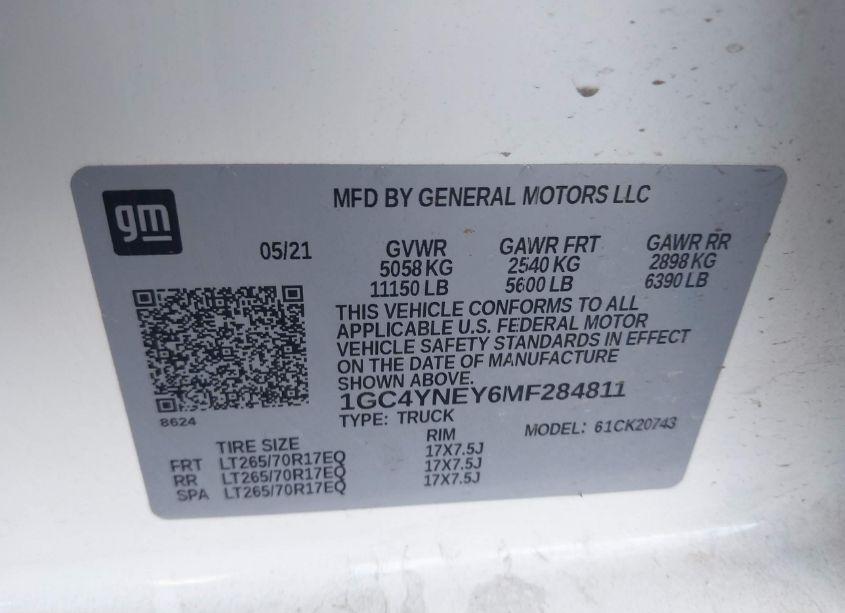 gm
MFD BY GENERAL MOTORS LLC
05/21
GVWR GAWR FRT GAWR RR
5058 KG 2540 KG 2898 KG
11150 LB 5600 LB 6390 LB
THIS VEHICLE CONFORMS TO ALL
APPLICABLE U.S. FEDERAL MOTOR
VEHICLE SAFETY STANDARDS IN EFFECT
ON THE DATE OF MANUFACTURE
SHOWN ABOVE.
1GC4YNEY6MF284811
8624
TYPE: TRUCK
MODEL: 61CK20743
TIRE SIZE RIM
FRT LT265/70R17EQ 17X7.5J
RR LT265/70R17EQ 17X7.5J
SPA LT265/70R17EQ 17X7.5J